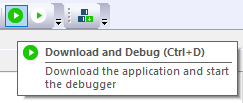 Download and Debug (Ctrl+D)
Download the application and start
the debugger